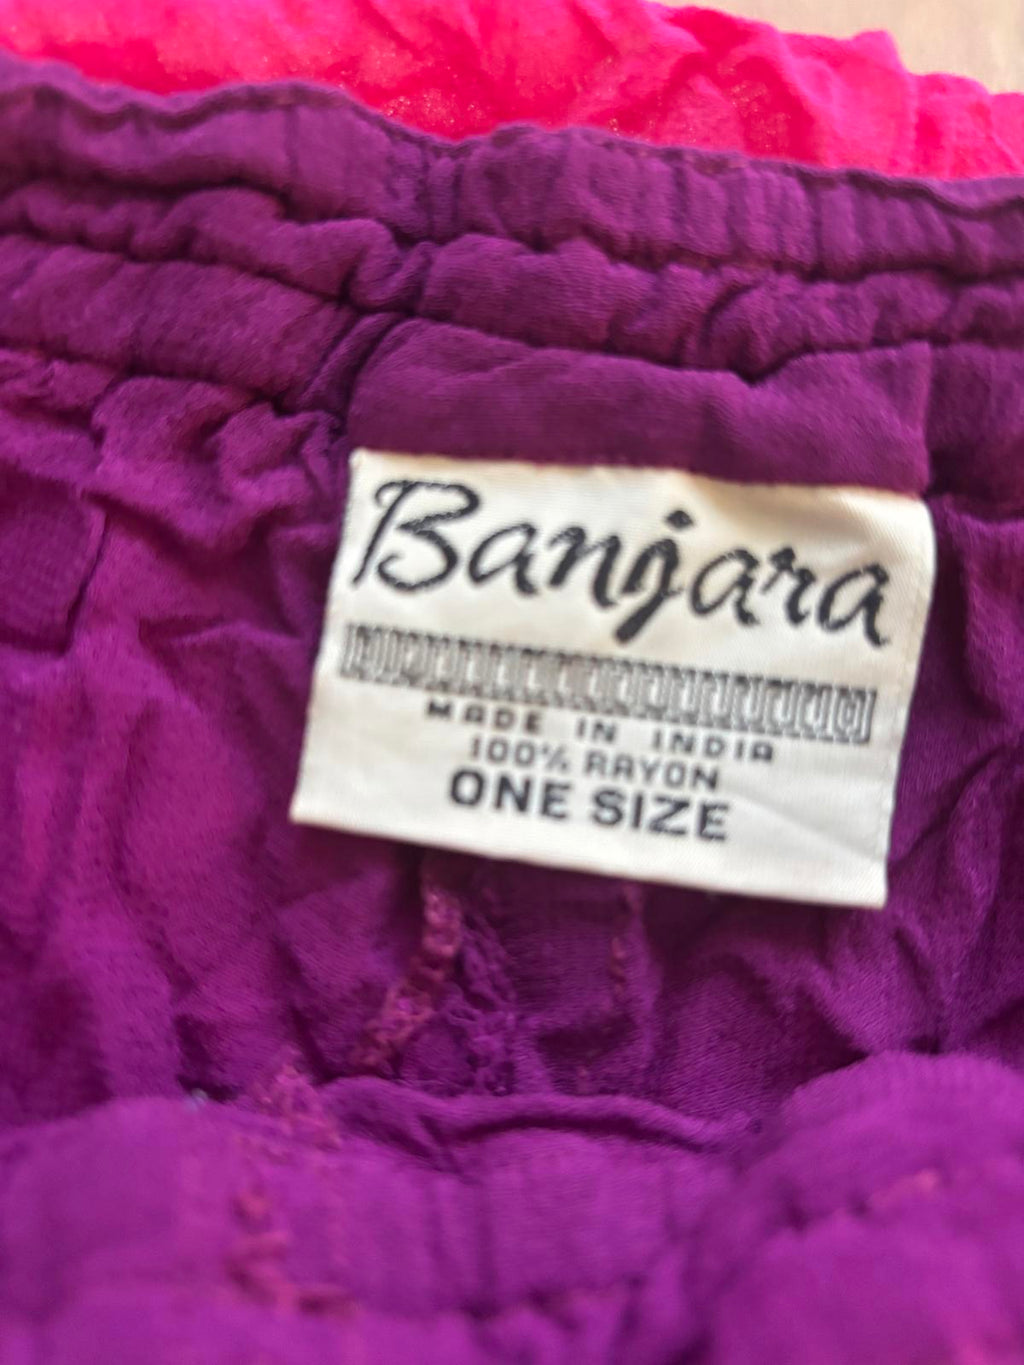 Banjara
MADE IN INDIA
100% RAYON
ONE SIZE